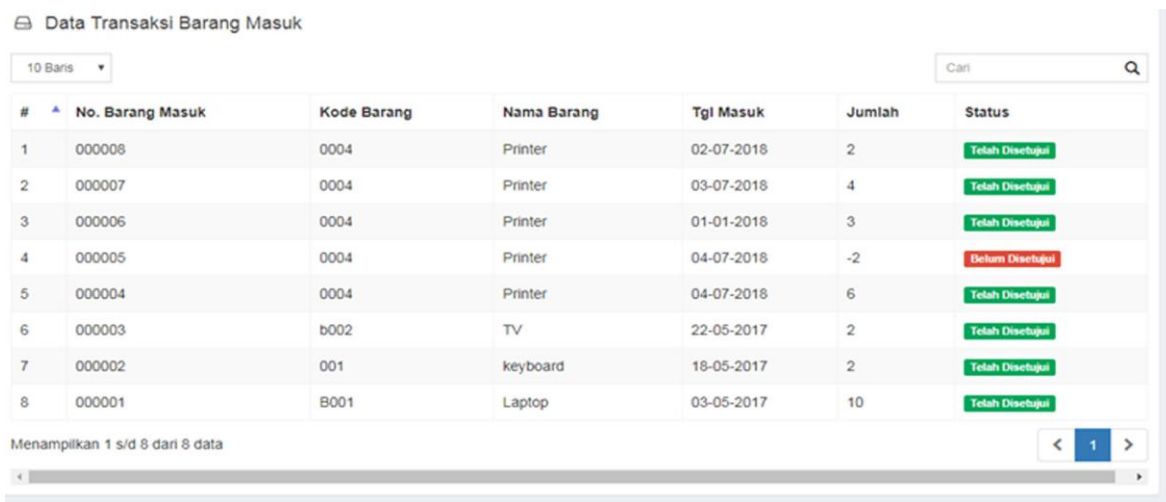 Data Transaksi Barang Masuk
10 Baris
Cari
# No. Barang Masuk Kode Barang Nama Barang Tgl Masuk Jumlah Status
1 000008 0004 Printer 02-07-2018 2 Telah Disetujui
2 000007 0004 Printer 03-07-2018 4 Telah Disetujui
3 000006 0004 Printer 01-01-2018 3 Telah Disetujui
4 000005 0004 Printer 04-07-2018 -2 Belum Disetujui
5 000004 0004 Printer 04-07-2018 6 Telah Disetujui
6 000003 b002 TV 22-05-2017 2 Telah Disetujui
7 000002 001 keyboard 18-05-2017 2 Telah Disetujui
8 000001 B001 Laptop 03-05-2017 10 Telah Disetujui
Menampilkan 1 s/d 8 dari 8 data
< 1 >